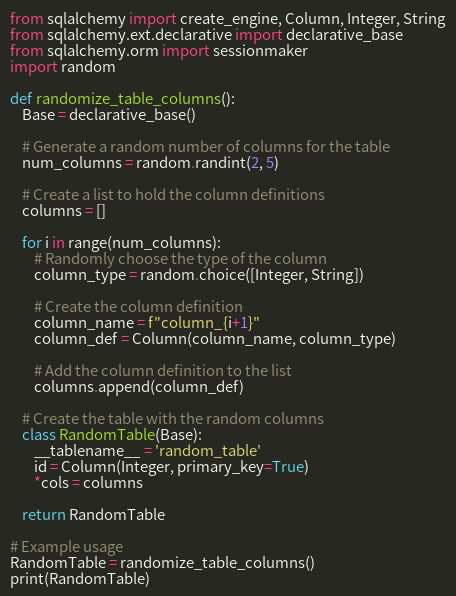 from sqlalchemy import create_engine, Column, Integer, String
from sqlalchemy.ext.declarative import declarative_base
from sqlalchemy.orm import sessionmaker
import random

def randomize_table_columns():
    Base = declarative_base()

    # Generate a random number of columns for the table
    num_columns = random.randint(2, 5)

    # Create a list to hold the column definitions
    columns = []

    for i in range(num_columns):
        # Randomly choose the type of the column
        column_type = random.choice([Integer, String])

        # Create the column definition
        column_name = f"column_{i+1}"
        column_def = Column(column_name, column_type)

        # Add the column definition to the list
        columns.append(column_def)

    # Create the table with the random columns
    class RandomTable(Base):
        __tablename__ = 'random_table'
        id = Column(Integer, primary_key=True)
        *cols = columns

    return RandomTable

# Example usage
RandomTable = randomize_table_columns()
print(RandomTable)